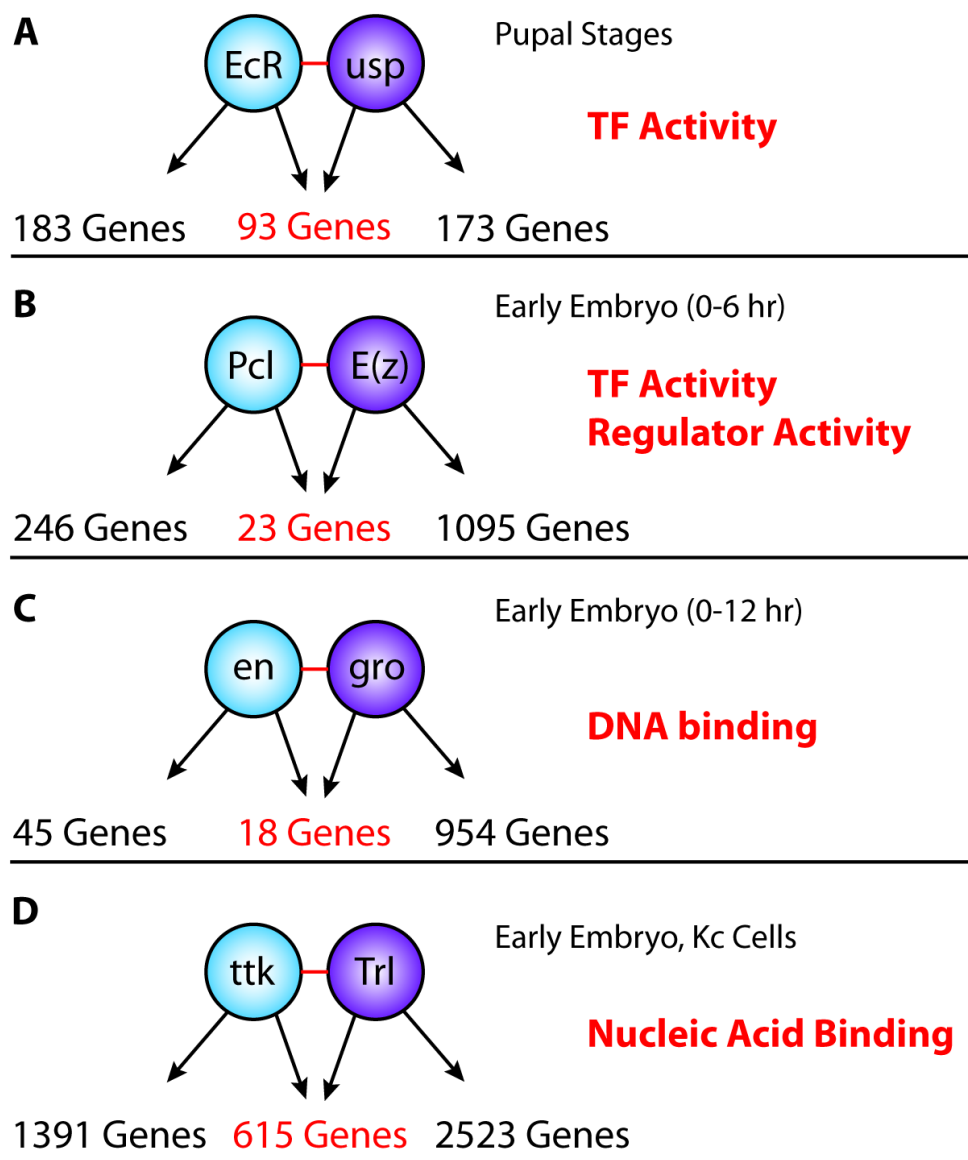 A
Pupal Stages
EcR usp
TF Activity
183 Genes 93 Genes 173 Genes
B
Early Embryo (0-6 hr)
Pcl E(z)
TF Activity
Regulator Activity
246 Genes 23 Genes 1095 Genes
C
Early Embryo (0-12 hr)
en gro
DNA binding
45 Genes 18 Genes 954 Genes
D
Early Embryo, Kc Cells
ttk Trl
Nucleic Acid Binding
1391 Genes 615 Genes 2523 Genes